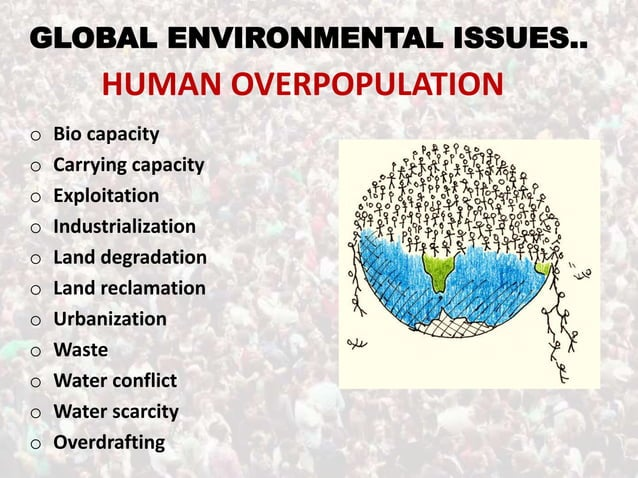 GLOBAL ENVIRONMENTAL ISSUES..
HUMAN OVERPOPULATION
o Bio capacity
o Carrying capacity
o Exploitation
o Industrialization
o Land degradation
o Land reclamation
o Urbanization
o Waste
o Water conflict
o Water scarcity
o Overdrafting